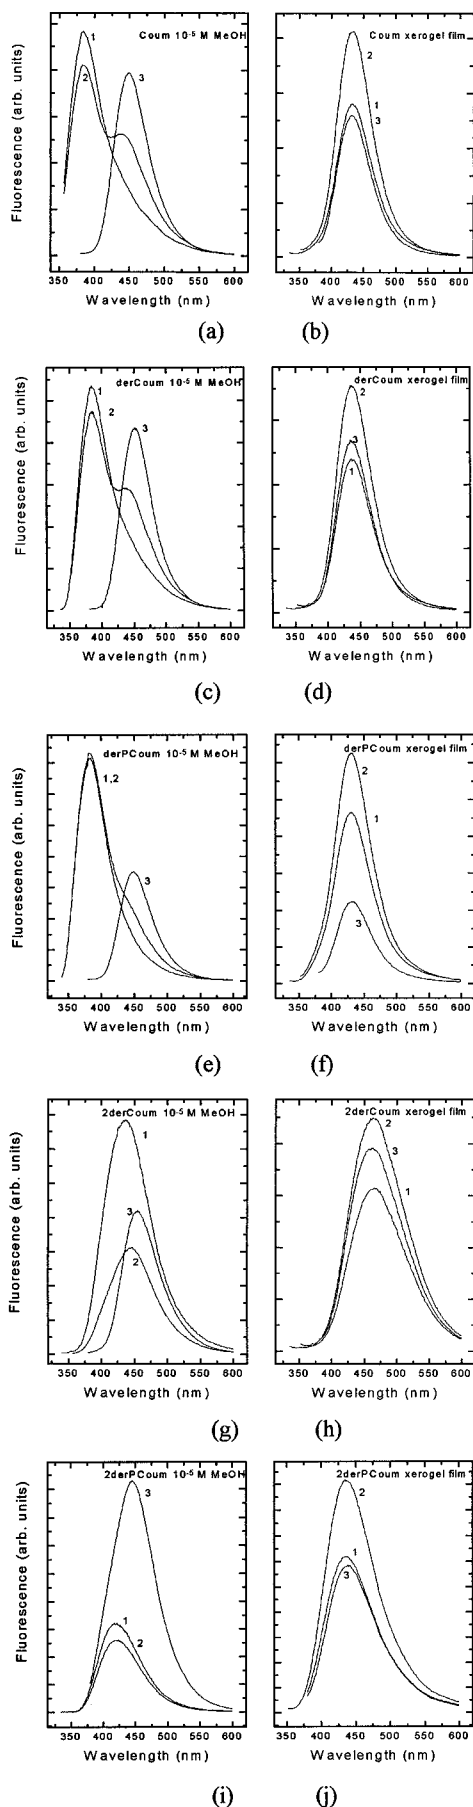 Coum 10-5 M MeOH
Coum xerogel film
1
2
3
2
1
3
Fluorescence (arb. units)
350 400 450 500 550 600
350 400 450 500 550 600
Wavelength (nm)
Wavelength (nm)
(a)
(b)
derCoum 10-5 M MeOH
derCoum xerogel film
1
2
3
2
3
1
Fluorescence (arb. units)
350 400 450 500 550 600
350 400 450 500 550 600
Wavelength (nm)
Wavelength (nm)
(c)
(d)
derPCoum 10-5 M MeOH
derPCoum xerogel film
1,2
3
2
1
3
Fluorescence (arb. units)
350 400 450 500 550 600
350 400 450 500 550 600
Wavelength (nm)
Wavelength (nm)
(e)
(f)
2derCoum 10-5 M MeOH
2derCoum xerogel film
1
3
2
2
3
1
Fluorescence (arb. units)
350 400 450 500 550 600
350 400 450 500 550 600
Wavelength (nm)
Wavelength (nm)
(g)
(h)
2derPCoum 10-5 M MeOH
2derPCoum xerogel film
3
1
2
2
1
3
Fluorescence (arb. units)
350 400 450 500 550 600
350 400 450 500 550 600
Wavelength (nm)
Wavelength (nm)
(i)
(j)